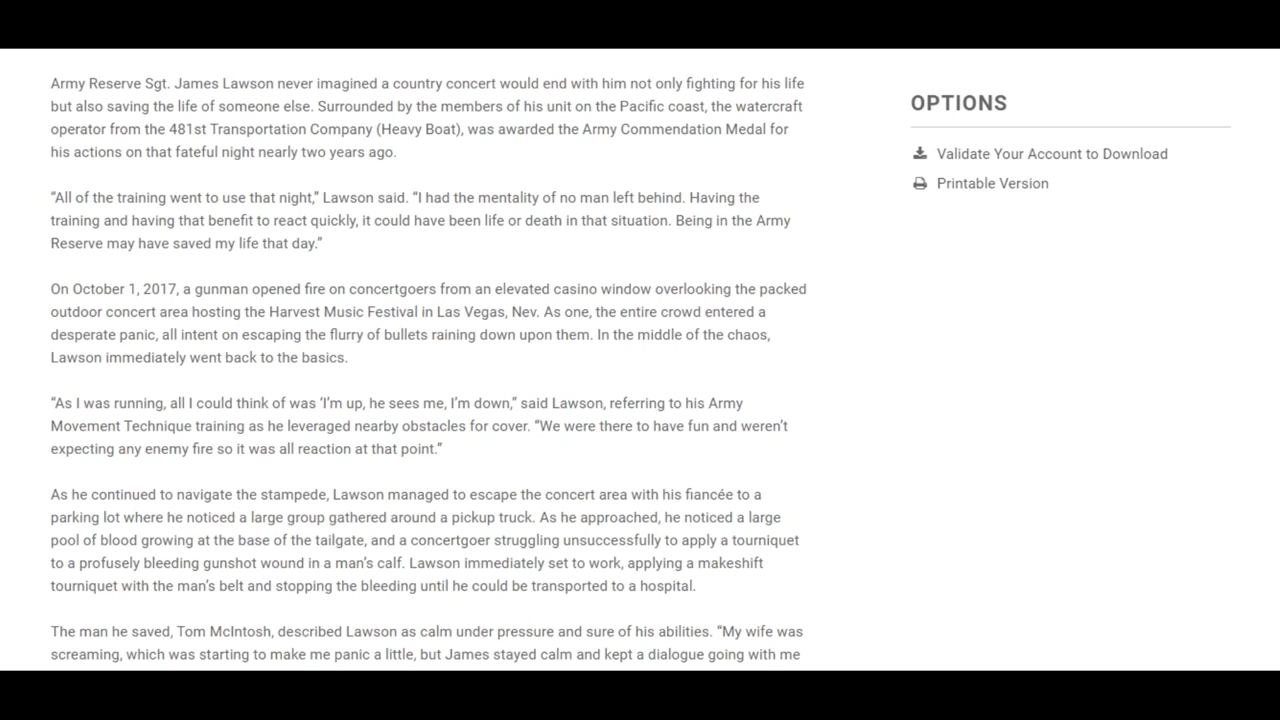 Army Reserve Sgt. James Lawson never imagined a country concert would end with him not only fighting for his life
but also saving the life of someone else. Surrounded by the members of his unit on the Pacific coast, the watercraft
operator from the 481st Transportation Company (Heavy Boat), was awarded the Army Commendation Medal for
his actions on that fateful night nearly two years ago.
“All of the training went to use that night,” Lawson said. “I had the mentality of no man left behind. Having the
training and having that benefit to react quickly, it could have been life or death in that situation. Being in the Army
Reserve may have saved my life that day.”
On October 1, 2017, a gunman opened fire on concertgoers from an elevated casino window overlooking the packed
outdoor concert area hosting the Harvest Music Festival in Las Vegas, Nev. As one, the entire crowd entered a
desperate panic, all intent on escaping the flurry of bullets raining down upon them. In the middle of the chaos,
Lawson immediately went back to the basics.
“As I was running, all I could think of was ‘I’m up, he sees me, I’m down,” said Lawson, referring to his Army
Movement Technique training as he leveraged nearby obstacles for cover. “We were there to have fun and weren’t
expecting any enemy fire so it was all reaction at that point.”
As he continued to navigate the stampede, Lawson managed to escape the concert area with his fiancée to a
parking lot where he noticed a large group gathered around a pickup truck. As he approached, he noticed a large
pool of blood growing at the base of the tailgate, and a concertgoer struggling unsuccessfully to apply a tourniquet
to a profusely bleeding gunshot wound in a man’s calf. Lawson immediately set to work, applying a makeshift
tourniquet with the man’s belt and stopping the bleeding until he could be transported to a hospital.
The man he saved, Tom McIntosh, described Lawson as calm under pressure and sure of his abilities. “My wife was
screaming, which was starting to make me panic a little, but James stayed calm and kept a dialogue going with me
OPTIONS
Validate Your Account to Download
Printable Version